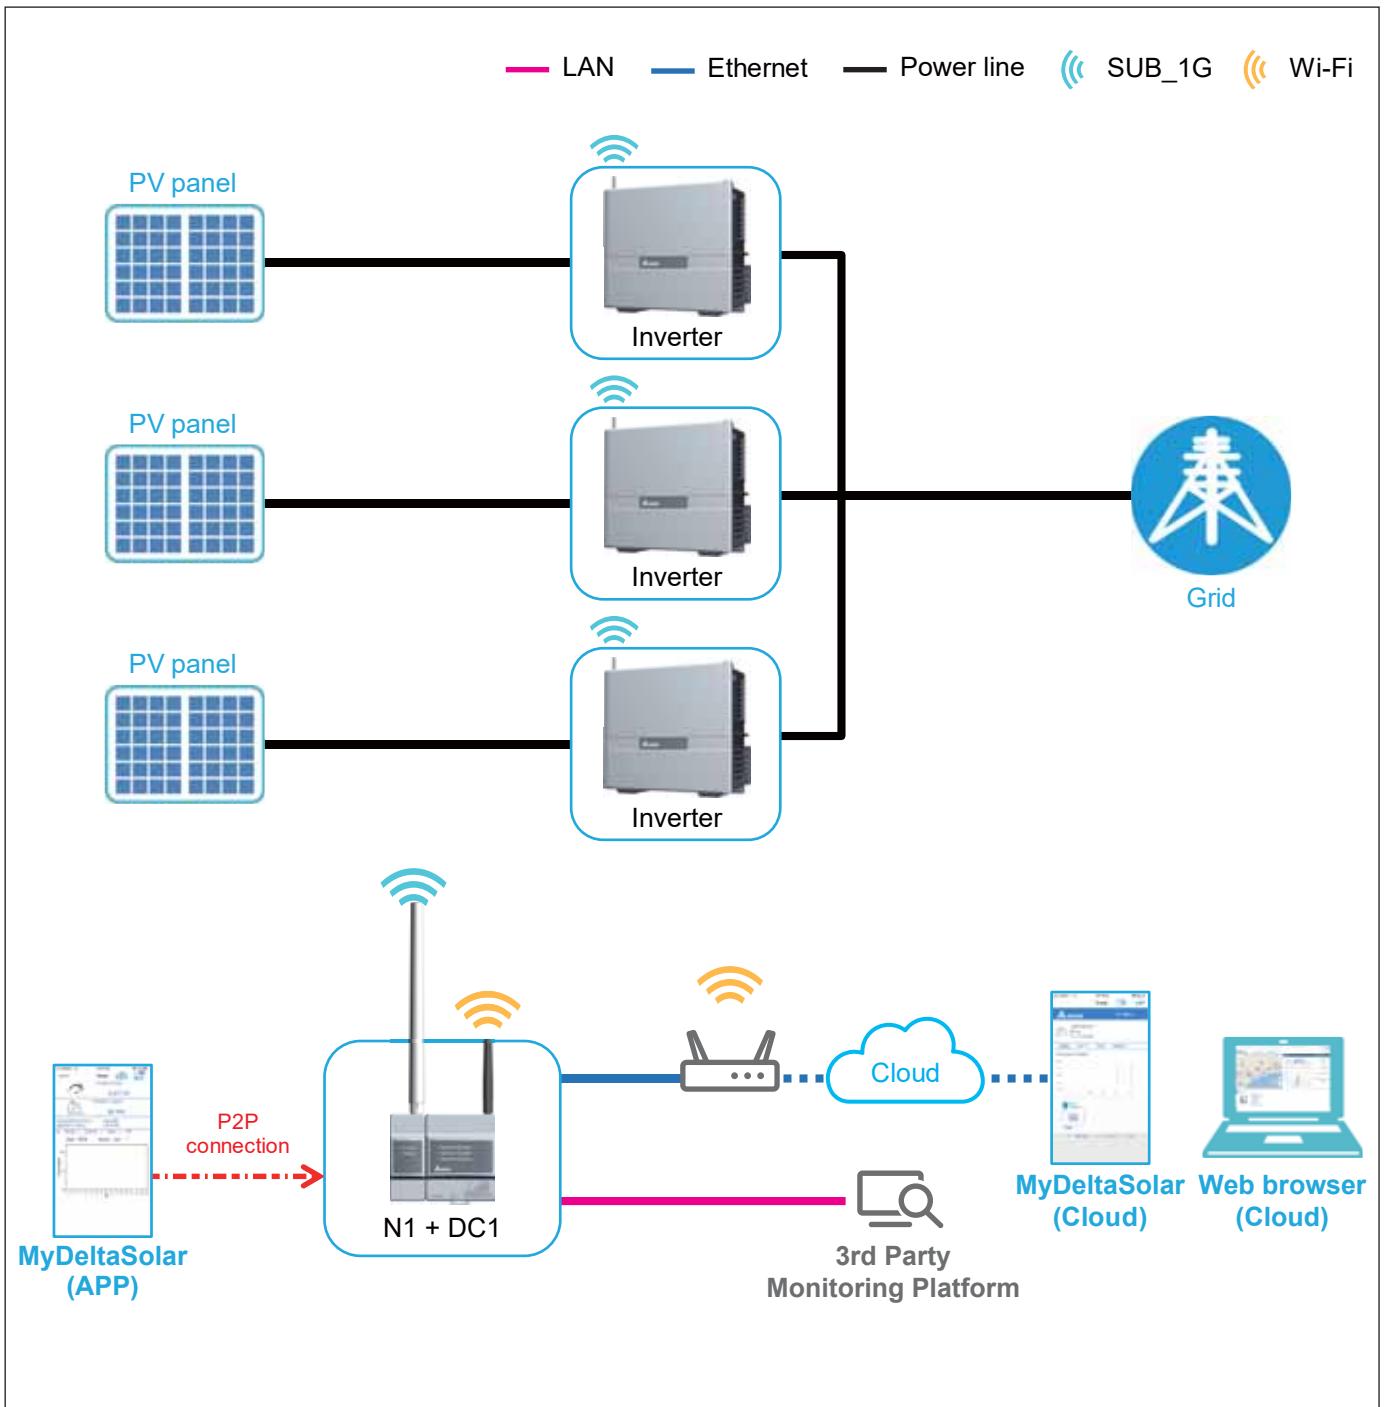 LAN
Ethernet
Power line
SUB_1G
Wi-Fi
PV panel
Inverter
PV panel
Inverter
Grid
PV panel
Inverter
Cloud
P2P
connection
N1 + DC1
MyDeltaSolar
(APP)
3rd Party
Monitoring Platform
MyDeltaSolar
(Cloud)
Web browser
(Cloud)